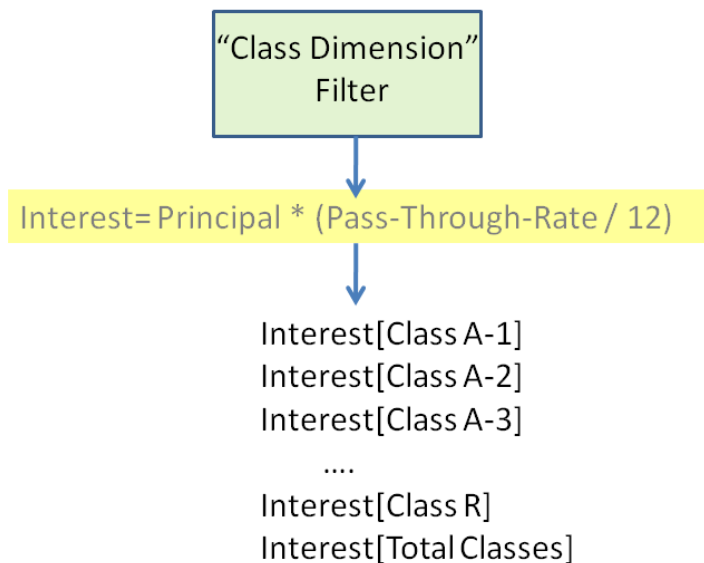 “Class Dimension”
Filter
Interest= Principal * (Pass-Through-Rate / 12)
Interest[Class A-1]
Interest[Class A-2]
Interest[Class A-3]
....
Interest[Class R]
Interest[Total Classes]